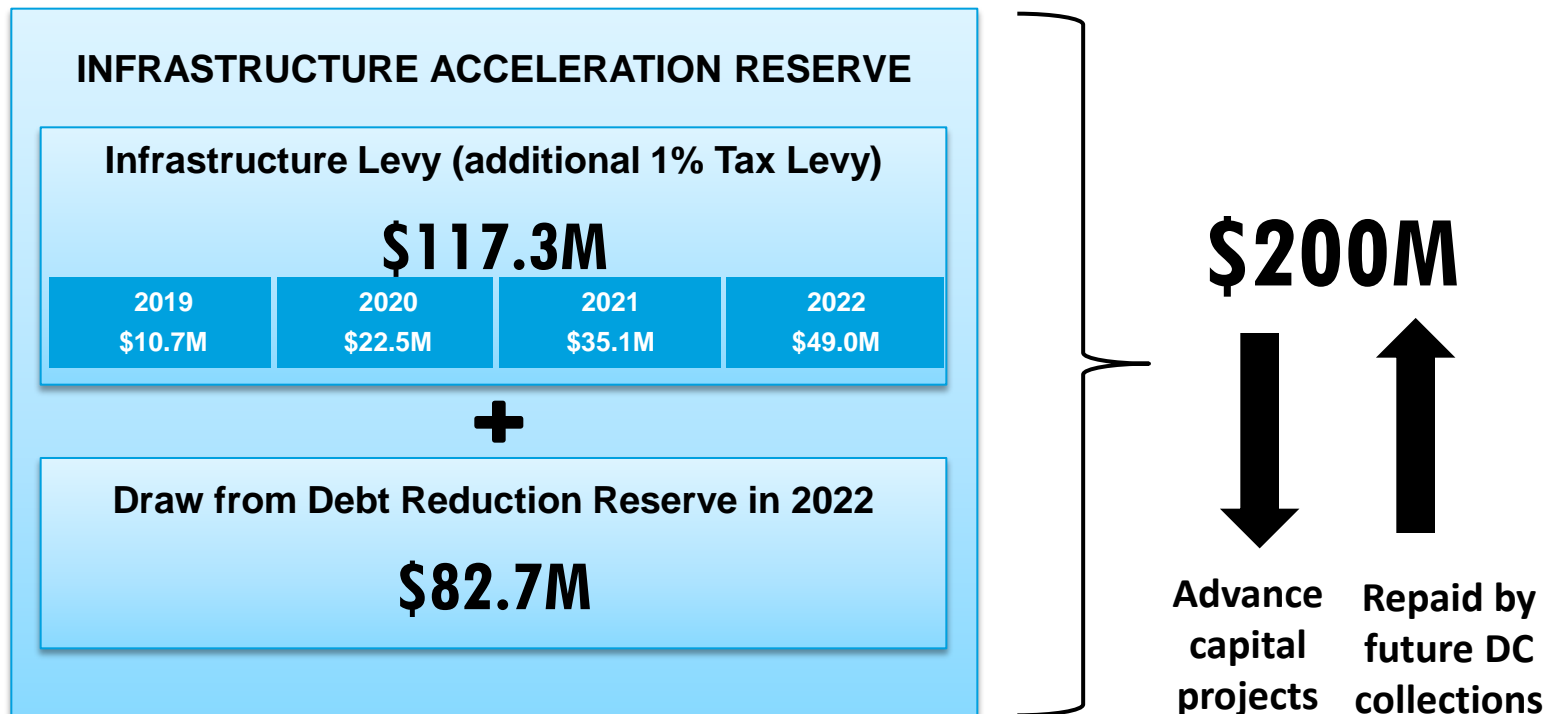 INFRASTRUCTURE ACCELERATION RESERVE
Infrastructure Levy (additional 1% Tax Levy)
$117.3M
2019 2020 2021 2022
$10.7M $22.5M $35.1M $49.0M
+
Draw from Debt Reduction Reserve in 2022
$82.7M
$200M
Advance
capital
projects
Repaid by
future DC
collections